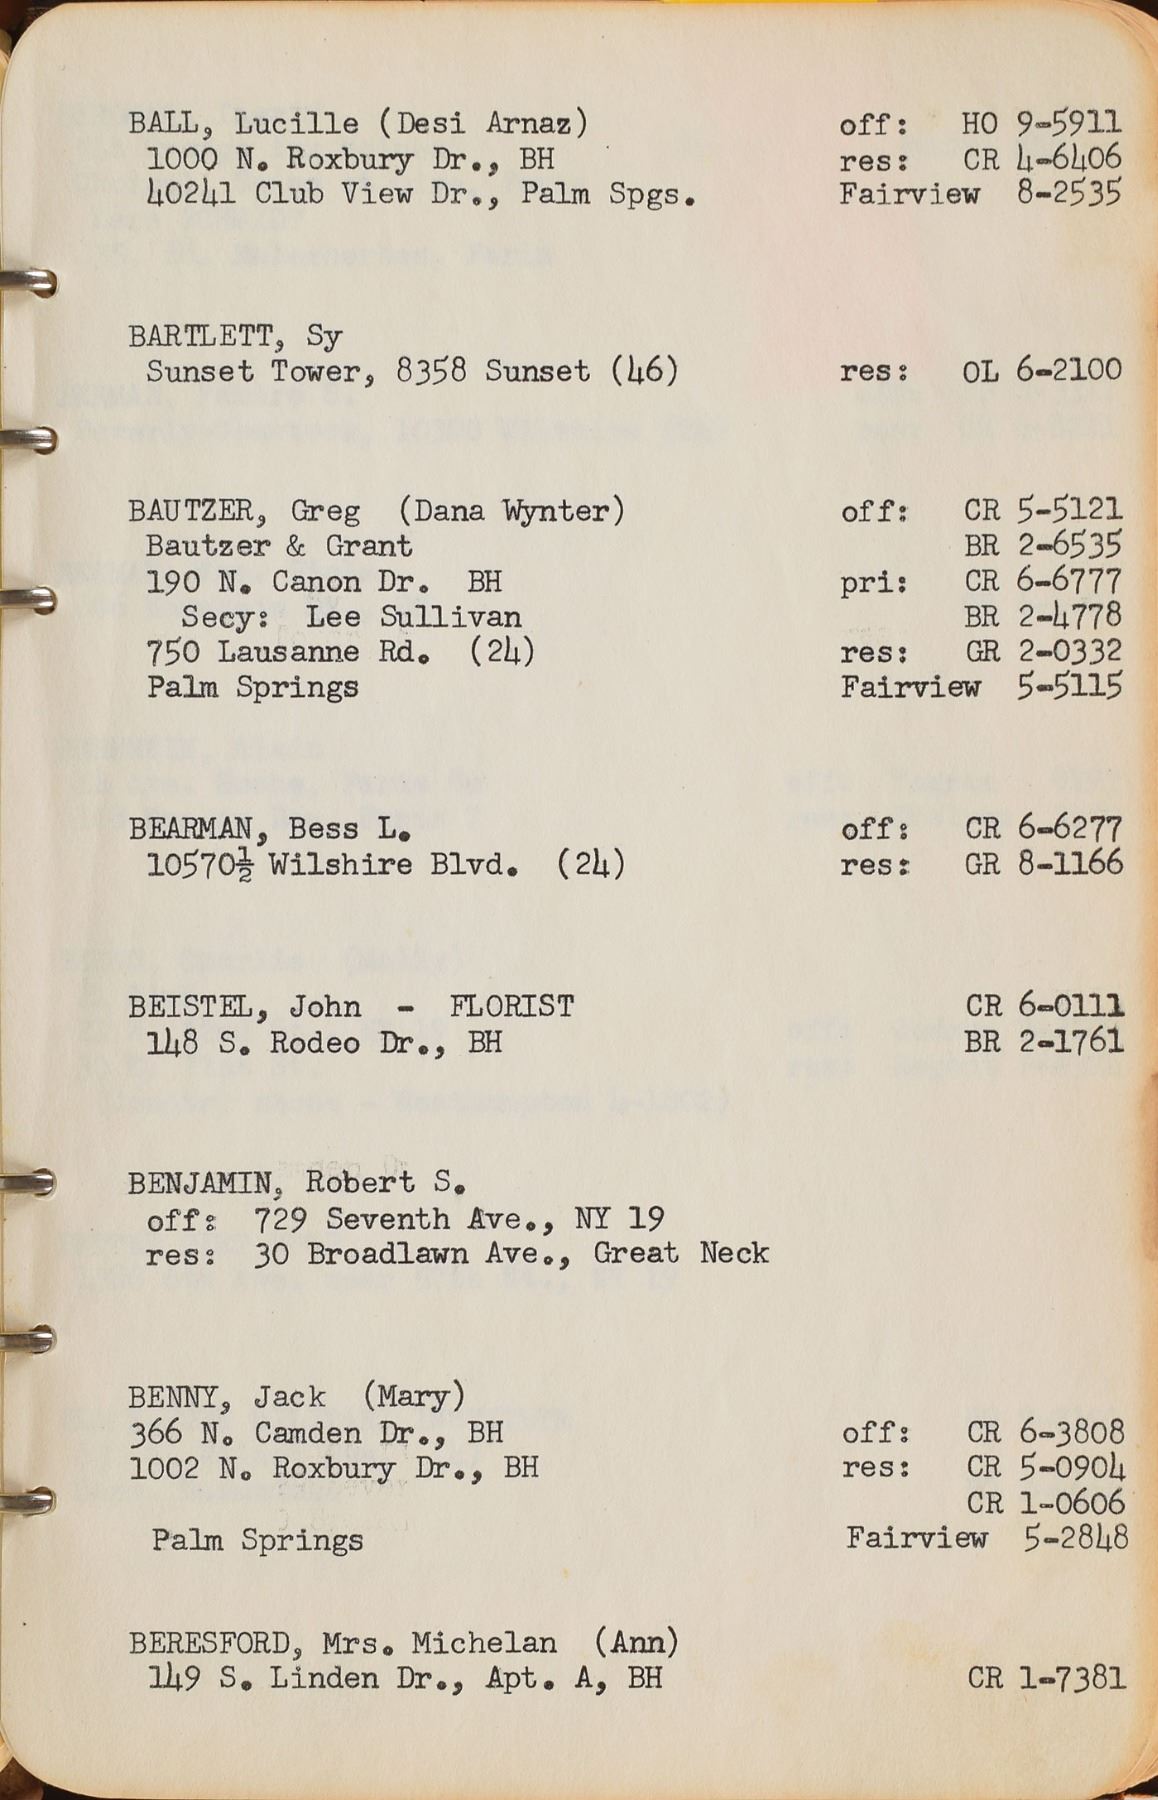 BALL, Lucille (Desi Arnaz) off: HO 9-5911
1000 N. Roxbury Dr., BH res: CR 4-6406
40241 Club View Dr., Palm Spgs. Fairview 8-2535
BARTLETT, Sy
Sunset Tower, 8358 Sunset (46) res: OL 6-2100
BAUTZER, Greg (Dana Wynter) off: CR 5-5121
Bautzer & Grant BR 2-6535
190 N. Canon Dr. BH pri: CR 6-6777
Secy: Lee Sullivan BR 2-4778
750 Lausanne Rd. (24) res: GR 2-0332
Palm Springs Fairview 5-5115
BEARMAN, Bess L. off: CR 6-6277
10570½ Wilshire Blvd. (24) res: GR 8-1166
BEISTEL, John - FLORIST CR 6-0111
148 S. Rodeo Dr., BH BR 2-1761
BENJAMIN, Robert S.
off: 729 Seventh Ave., NY 19
res: 30 Broadlawn Ave., Great Neck
BENNY, Jack (Mary)
366 N. Camden Dr., BH off: CR 6-3808
1002 N. Roxbury Dr., BH res: CR 5-0904
CR 1-0606
Palm Springs Fairview 5-2848
BERESFORD, Mrs. Michelan (Ann)
149 S. Linden Dr., Apt. A, BH CR 1-7381